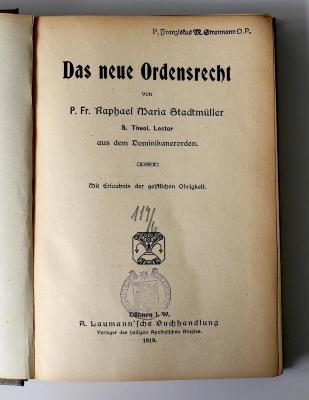 P. Franziskus M. Stratmann O.P.
Das neue Ordensrecht
von
P. Fr. Raphael Maria Stadtmüller
S. Theol. Lector
aus dem Dominikanerorden.
Mit Erlaubnis der geistlichen Obrigkeit.
Dülmen i. W.
A. Laumann'sche Buchhandlung
Verleger des heiligen Apostolischen Stuhles.
1919.